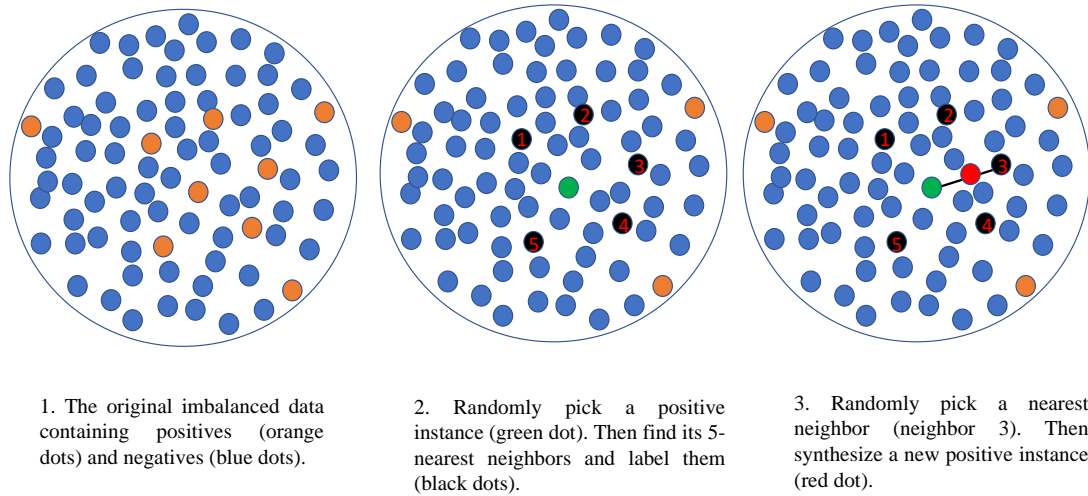 1
2
3
4
5
1
2
3
4
5
1. The original imbalanced data
containing positives (orange
dots) and negatives (blue dots).
2. Randomly pick a positive
instance (green dot). Then find its 5-
nearest neighbors and label them
(black dots).
3. Randomly pick a nearest
neighbor (neighbor 3). Then
synthesize a new positive instance
(red dot).